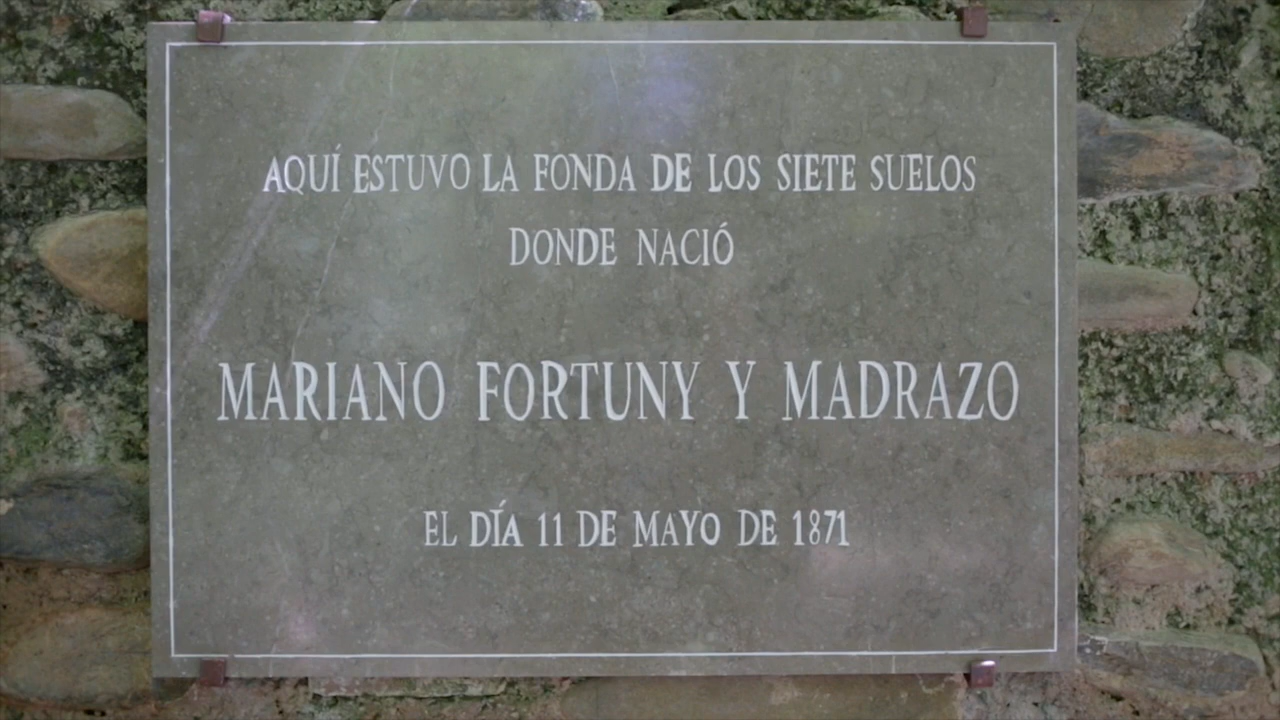 AQUÍ ESTUVO LA FONDA DE LOS SIETE SUELOS
DONDE NACIÓ
MARIANO FORTUNY Y MADRAZO
EL DÍA 11 DE MAYO DE 1871